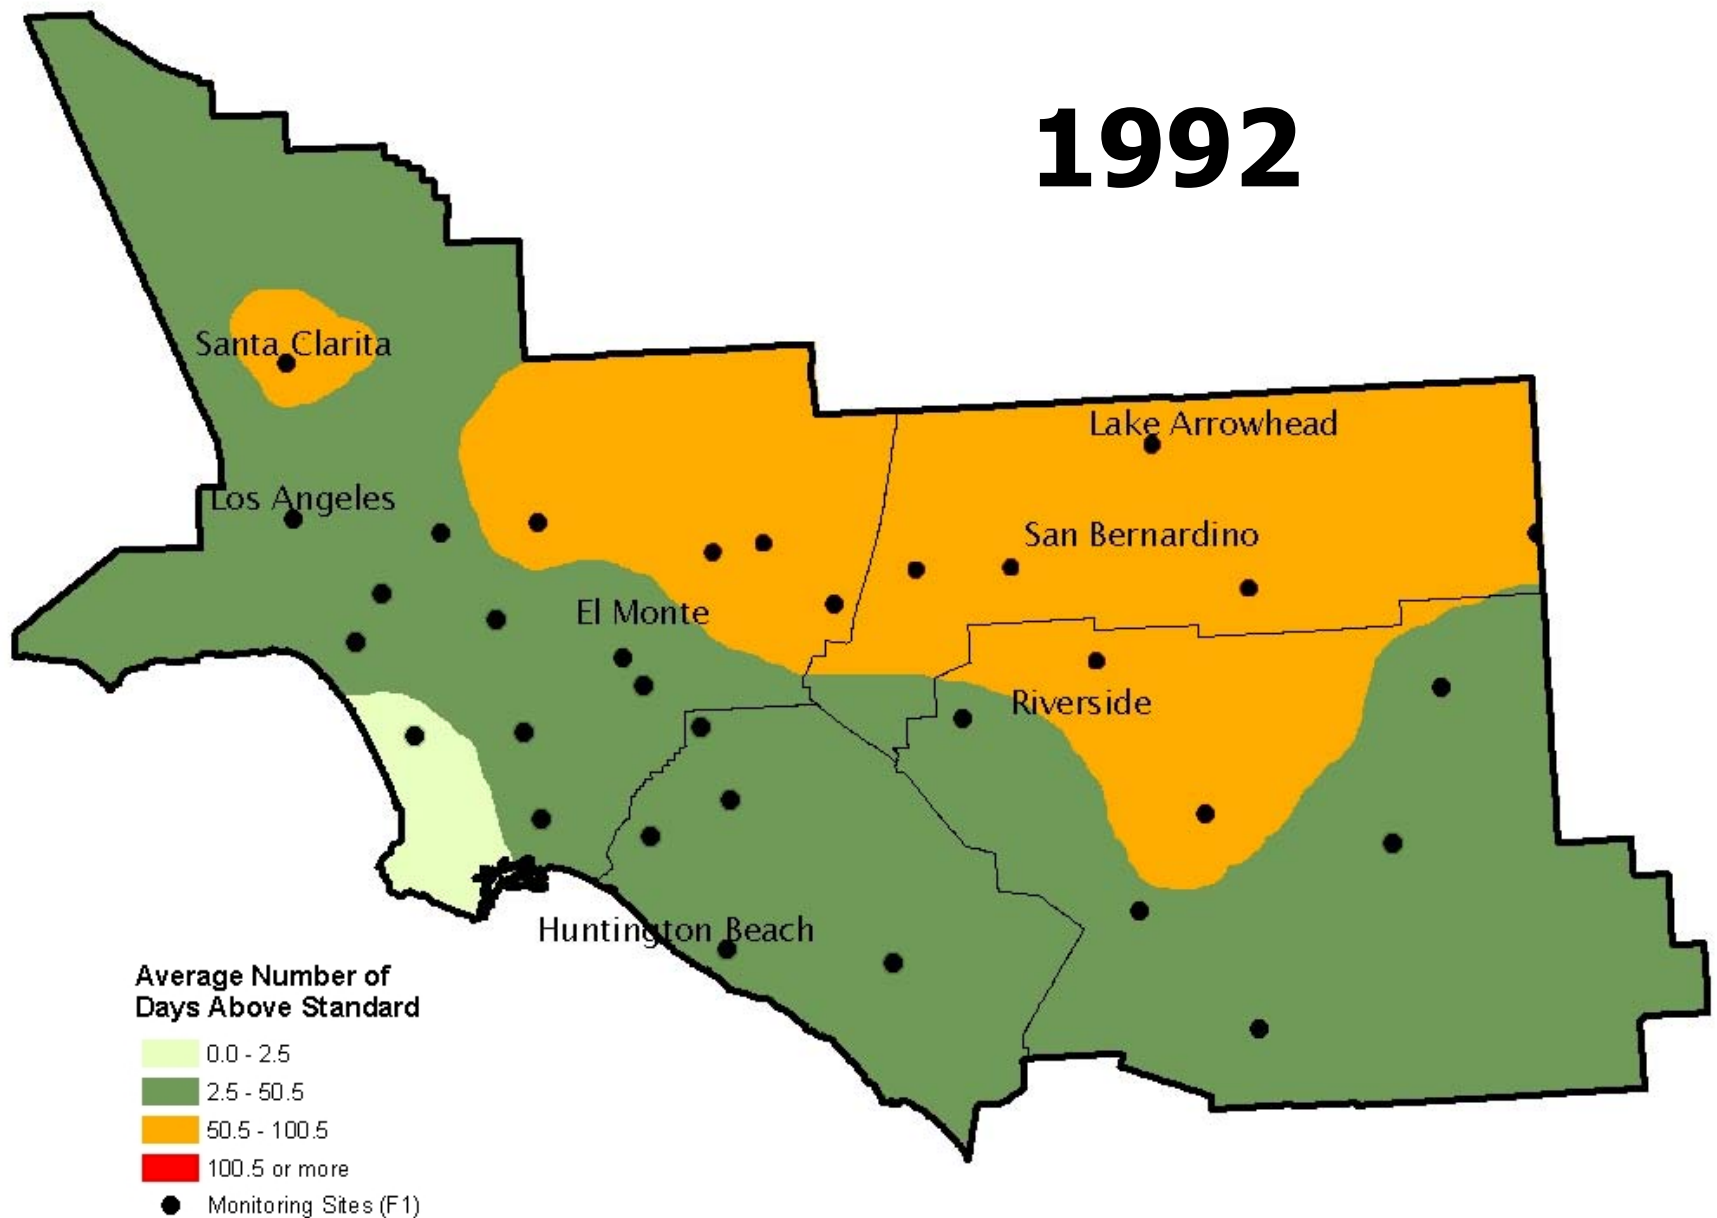 1992
Santa Clarita
Lake Arrowhead
Los Angeles
San Bernardino
El Monte
Riverside
Huntington Beach
Average Number of
Days Above Standard
0.0 - 2.5
2.5 - 50.5
50.5 - 100.5
100.5 or more
Monitoring Sites (F1)